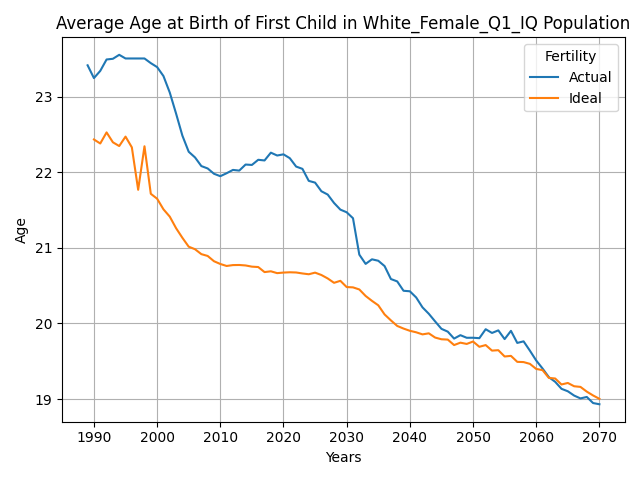 Average Age at Birth of First Child in White_Female_Q1_IQ Population
Fertility
Actual
Ideal
Age
23
22
21
20
19
1990 2000 2010 2020 2030 2040 2050 2060 2070
Years